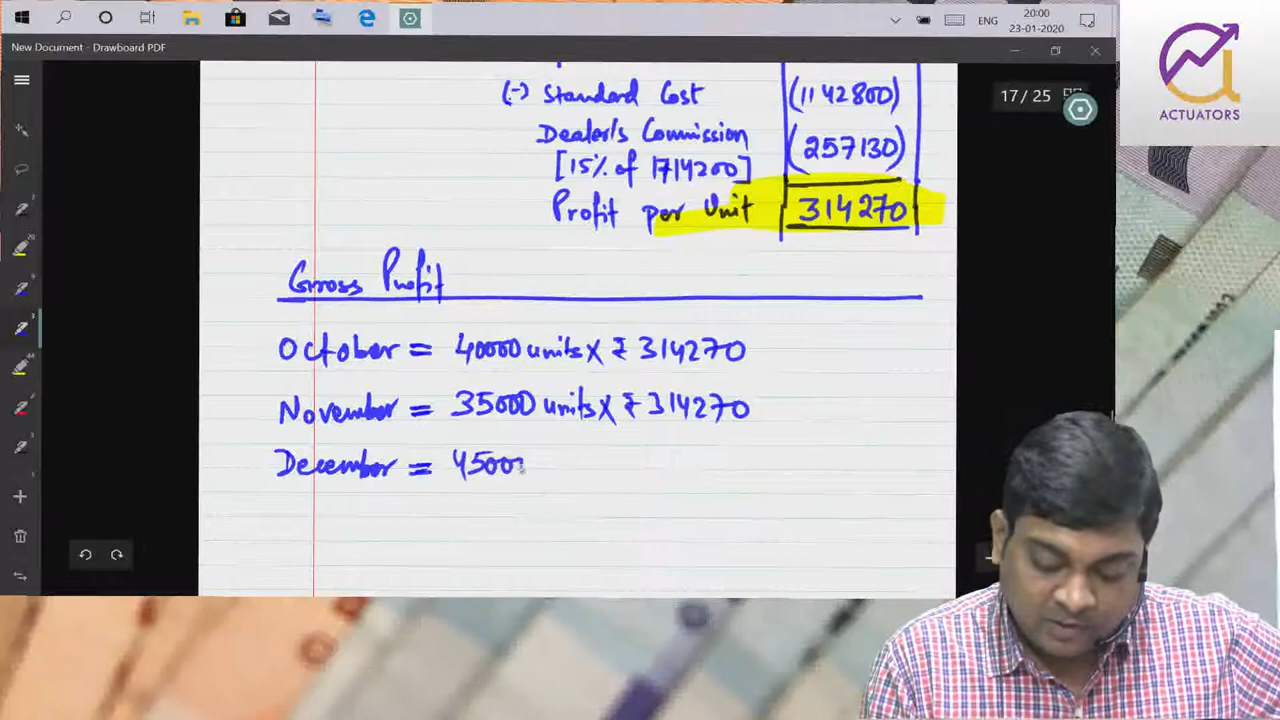 20:00
ENG
23-01-2020
New Document - Drawboard PDF
17 / 25
ACTUATORS
(-) Standard Cost (1142800)
Dealer's Commission (257130)
[15% of 1714200]
Profit per Unit 314270
Gross Profit
October = 40000 units X ₹ 314270
November = 35000 units X ₹ 314270
December = 4500